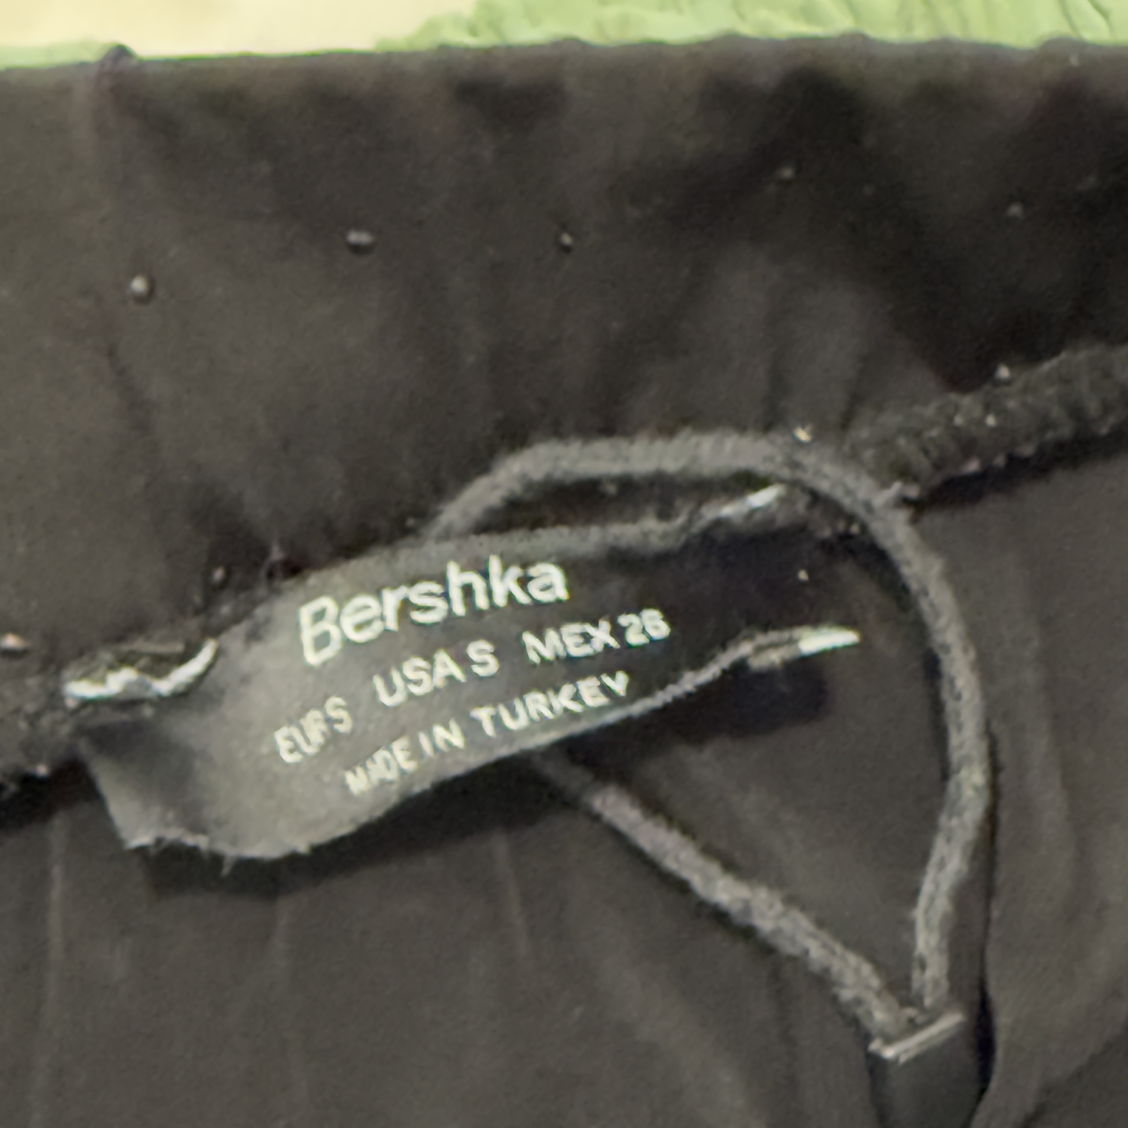 Bershka
EUR S USA S MEX 26
MADE IN TURKEY